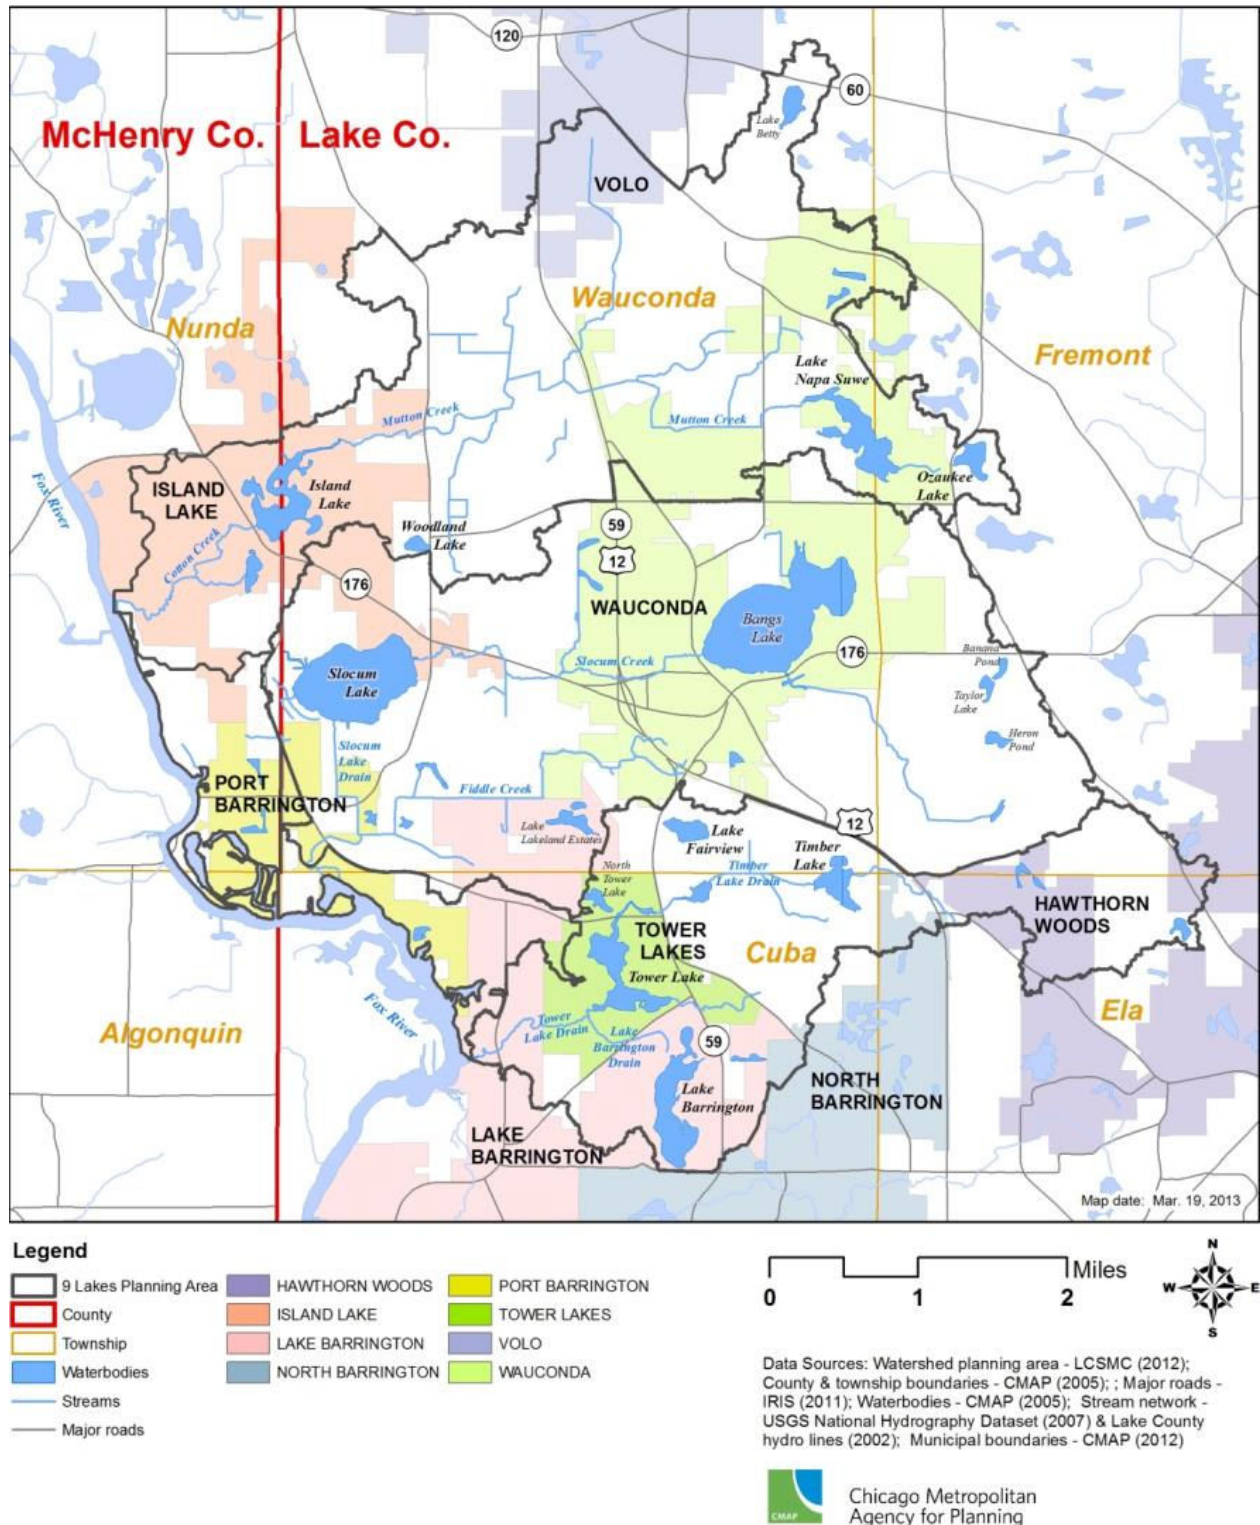 120
60
Lake
Betty
McHenry Co.
Lake Co.
VOLO
Nunda
Wauconda
Fremont
Lake
Napa Suwe
Mutton Creek
Mutton Creek
Fox River
ISLAND
LAKE
Island
Lake
Ozaukee
Lake
Woodland
Lake
59
12
Cotton Creek
176
WAUCONDA
Bangs
Lake
176
Banana
Pond
Slocum Creek
Slocum
Lake
Taylor
Lake
Heron
Pond
Slocum
Lake
Drain
PORT
BARRINGTON
Fiddle Creek
Lake
Lakeland Estates
Lake
Fairview
12
Timber
Lake
North
Tower
Lake
Timber
Lake Drain
HAWTHORN
WOODS
TOWER
LAKES
Cuba
Tower Lake
Fox River
Algonquin
Ela
Tower
Lake Drain
Lake
Barrington
Drain
59
Lake
Barrington
NORTH
BARRINGTON
LAKE
BARRINGTON
Map date: Mar. 19, 2013
Legend
9 Lakes Planning Area
County
Township
Waterbodies
Streams
Major roads
HAWTHORN WOODS
ISLAND LAKE
LAKE BARRINGTON
NORTH BARRINGTON
PORT BARRINGTON
TOWER LAKES
VOLO
WAUCONDA
Miles
0 1 2
N
W E
S
Data Sources: Watershed planning area - LCSMC (2012);
County & township boundaries - CMAP (2005); ; Major roads -
IRIS (2011); Waterbodies - CMAP (2005); Stream network -
USGS National Hydrography Dataset (2007) & Lake County
hydro lines (2002); Municipal boundaries - CMAP (2012)
CMAP
Chicago Metropolitan
Agency for Planning